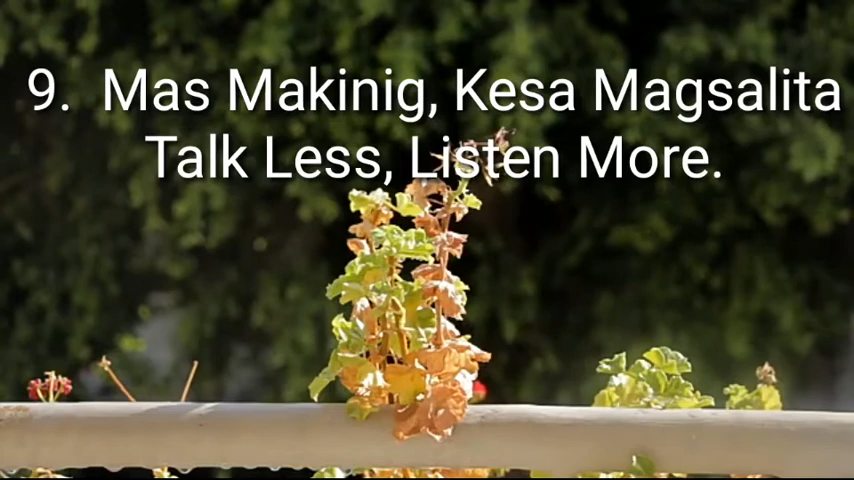 9. Mas Makinig, Kesa Magsalita
Talk Less, Listen More.